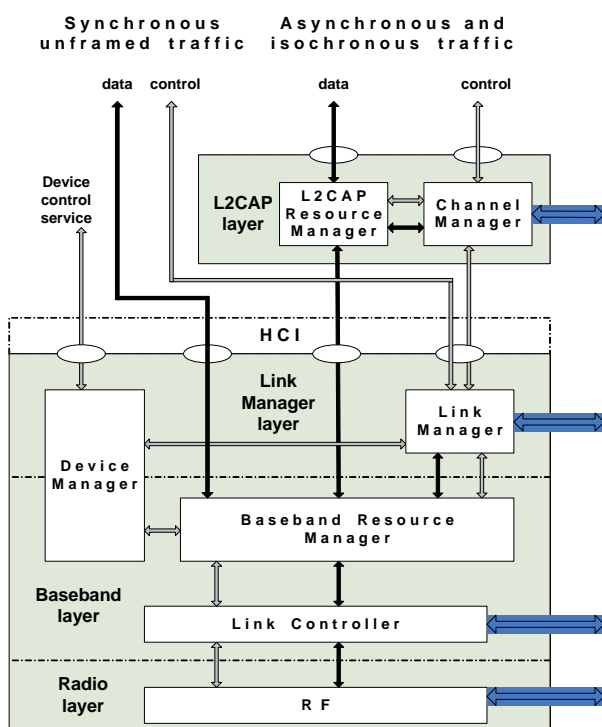 Synchronous
unframed traffic
Asynchronous and
isochronous traffic
data
control
data
control
Device
control
service
L2CAP
layer
L2CAP
Resource
Manager
Channel
Manager
HCI
Link
Manager
layer
Link
Manager
Device
Manager
Baseband Resource
Manager
Baseband
layer
Link Controller
Radio
layer
RF